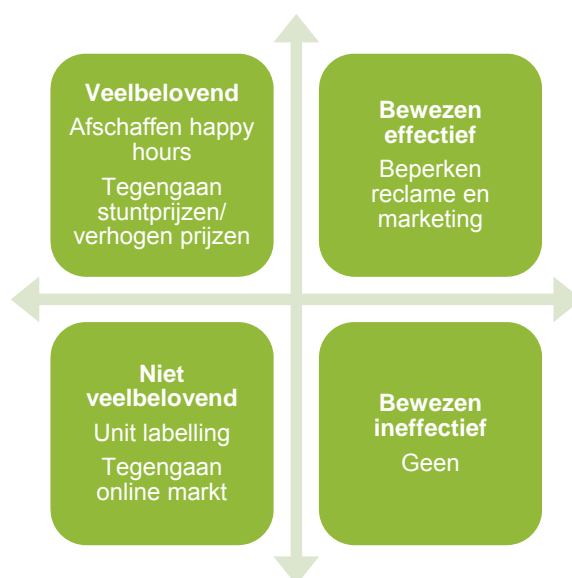 Veelbelovend
Afschaffen happy
hours
Tegengaan
stuntprijzen/
verhogen prijzen
Bewezen
effectief
Beperken
reclame en
marketing
Niet
veelbelovend
Unit labelling
Tegengaan
online markt
Bewezen
ineffectief
Geen